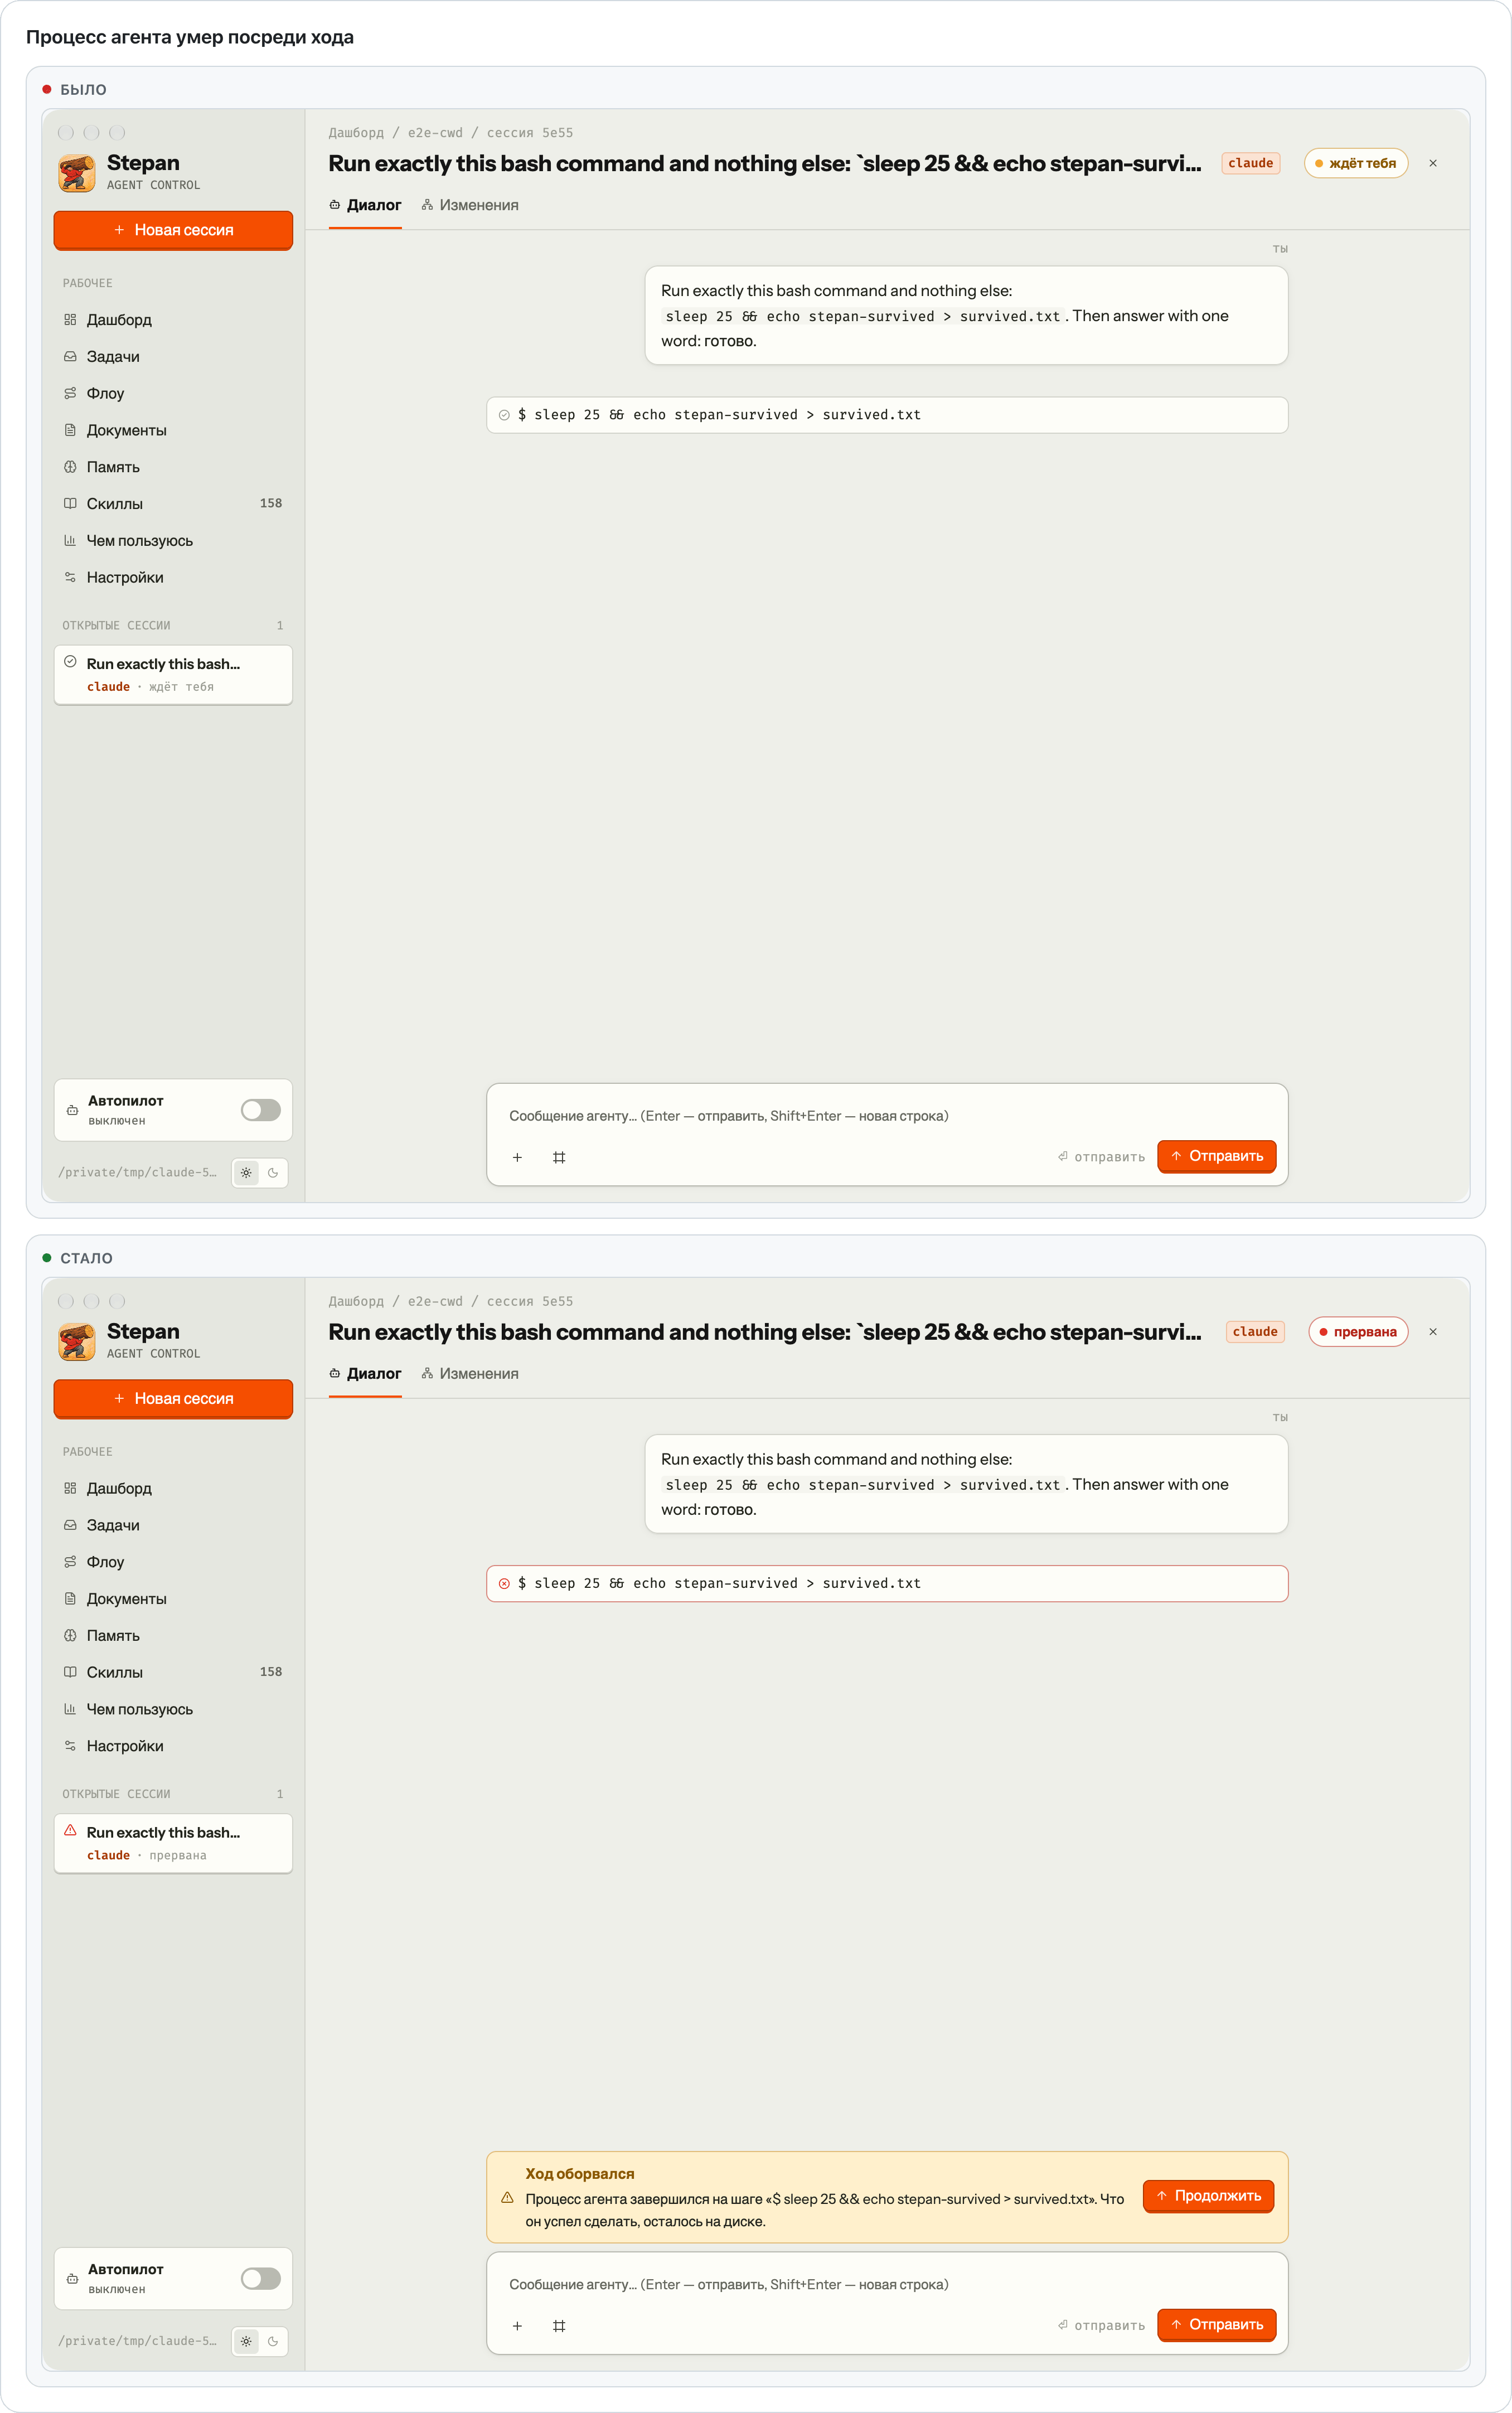 Процесс агента умер посреди хода
БЫЛО
Stepan
AGENT CONTROL
+ Новая сессия
РАБОЧЕЕ
Дашборд
Задачи
Флоу
Документы
Память
Скиллы 158
Чем пользуюсь
Настройки
ОТКРЫТЫЕ СЕССИИ 1
Run exactly this bash...
claude · ждёт тебя
Автопилот
выключен
/private/tmp/claude-5…
Дашборд / e2e-cwd / сессия 5e55
Run exactly this bash command and nothing else: `sleep 25 && echo stepan-survi... claude ждёт тебя ×
Диалог Изменения
ты
Run exactly this bash command and nothing else:
sleep 25 && echo stepan-survived > survived.txt. Then answer with one
word: готово.
$ sleep 25 && echo stepan-survived > survived.txt
Сообщение агенту… (Enter — отправить, Shift+Enter — новая строка)
+ отправить ↑ Отправить
СТАЛО
Stepan
AGENT CONTROL
+ Новая сессия
РАБОЧЕЕ
Дашборд
Задачи
Флоу
Документы
Память
Скиллы 158
Чем пользуюсь
Настройки
ОТКРЫТЫЕ СЕССИИ 1
Run exactly this bash...
claude · прервана
Автопилот
выключен
/private/tmp/claude-5…
Дашборд / e2e-cwd / сессия 5e55
Run exactly this bash command and nothing else: `sleep 25 && echo stepan-survi... claude прервана ×
Диалог Изменения
ты
Run exactly this bash command and nothing else:
sleep 25 && echo stepan-survived > survived.txt. Then answer with one
word: готово.
$ sleep 25 && echo stepan-survived > survived.txt
Ход оборвался
Процесс агента завершился на шаге «$ sleep 25 && echo stepan-survived > survived.txt». Что
он успел сделать, осталось на диске.
↑ Продолжить
Сообщение агенту… (Enter — отправить, Shift+Enter — новая строка)
+ отправить ↑ Отправить